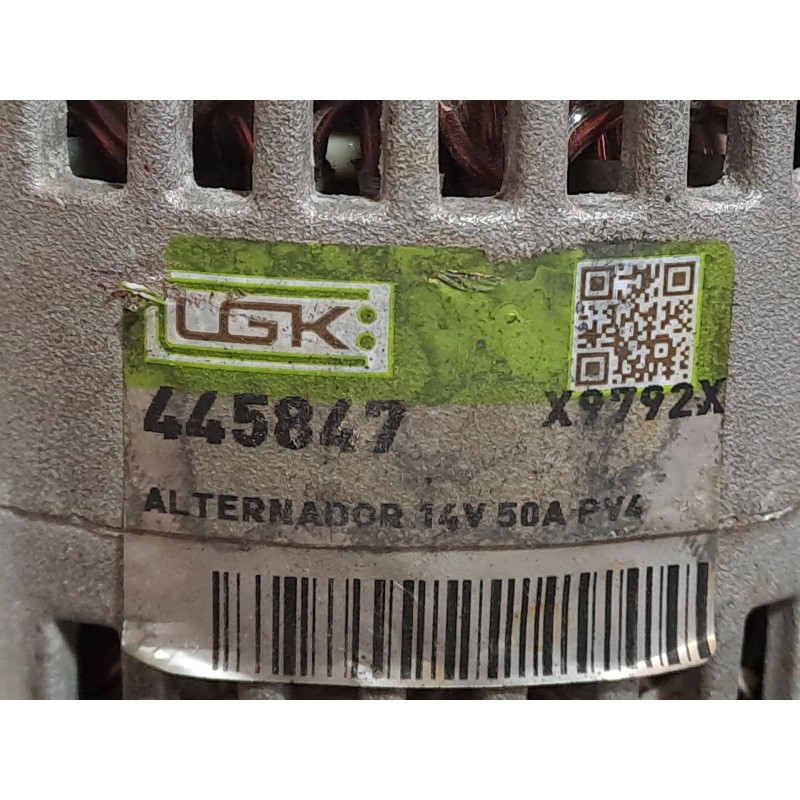 UGK
445847
X9792X
ALTERNADOR 14V 50A PV4